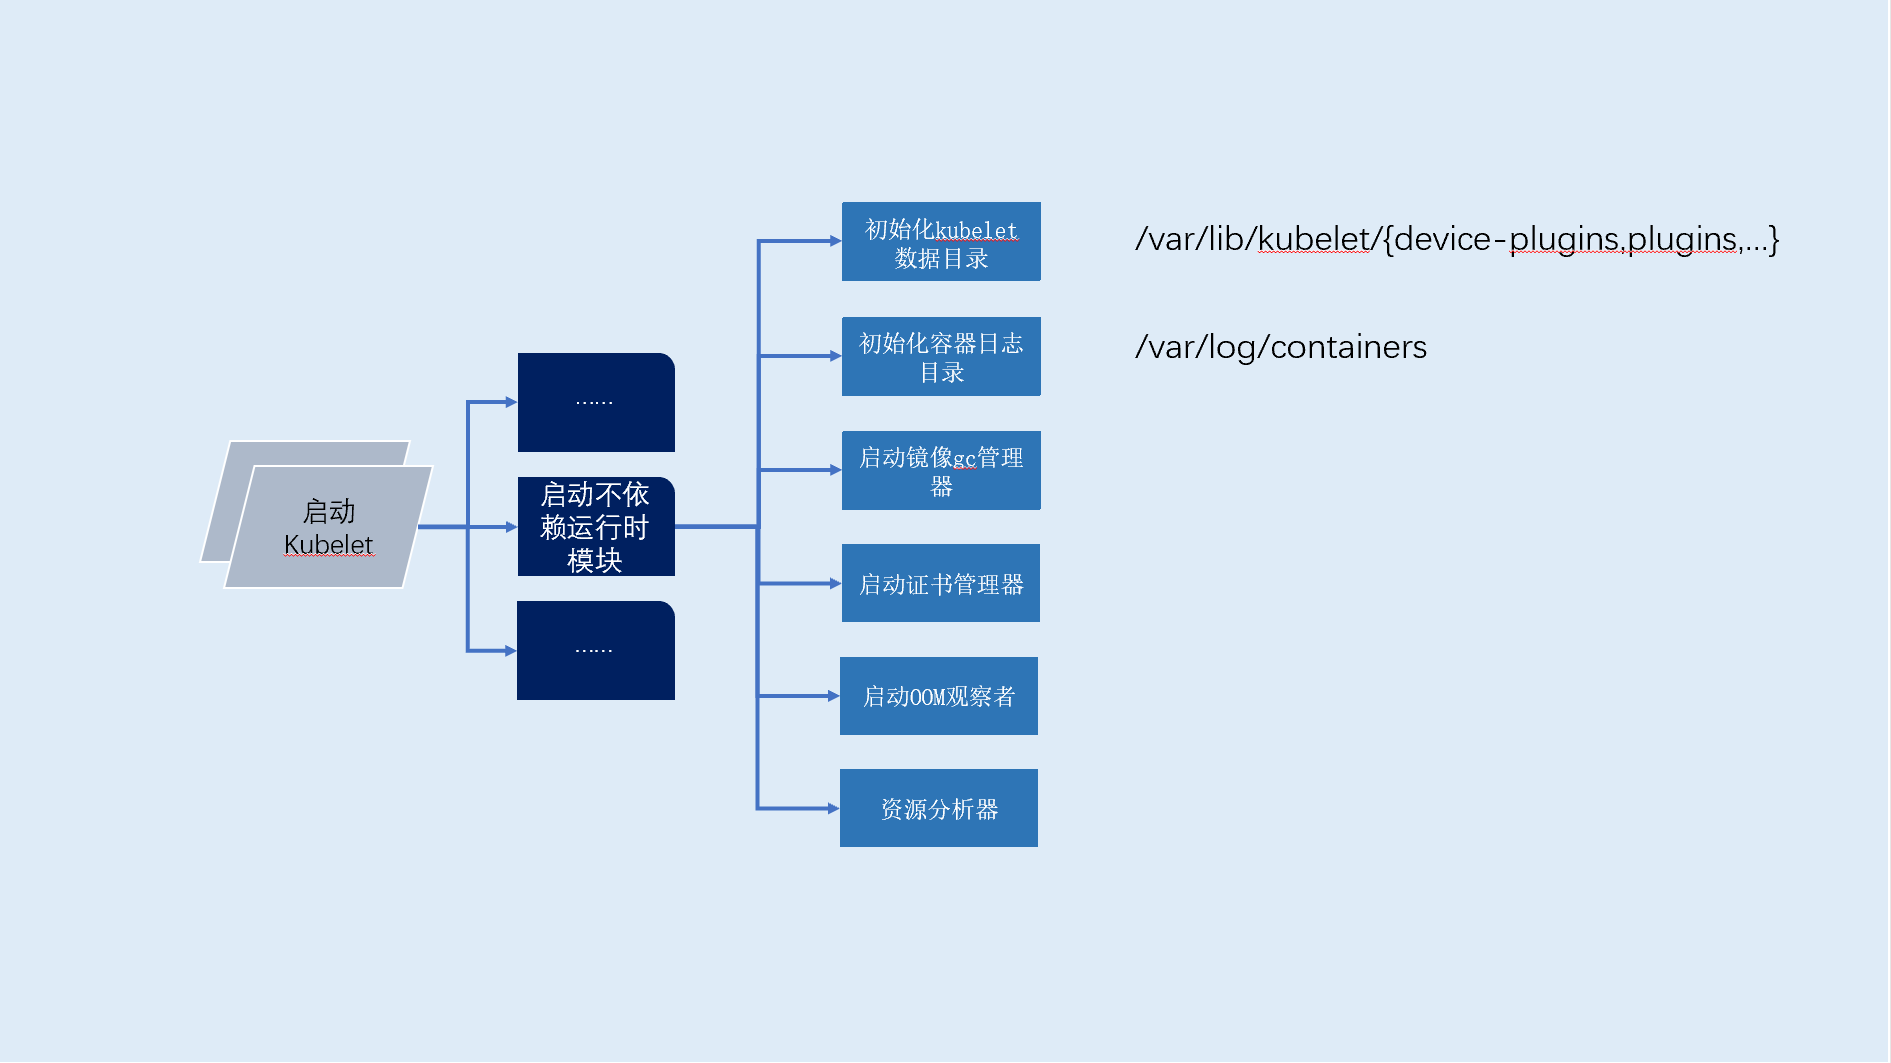 启动
Kubelet
……
启动不依
赖运行时
模块
……
初始化kubelet
数据目录
/var/lib/kubelet/{device-plugins,plugins,…}
初始化容器日志
目录
/var/log/containers
启动镜像gc管理
器
启动证书管理器
启动OOM观察者
资源分析器